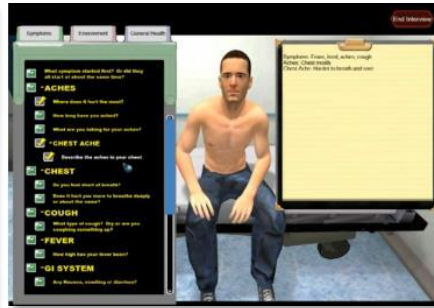 End Interview
Symptoms
Environment
General Health
What symptom started first? Or did they
all start at about the same time?
-ACHES
Where does it hurt the most?
How long have you ached?
What are you taking for your aches?
-CHEST ACHE
Describe the aches in your chest
-CHEST
Do you feel short of breath?
Does it hurt you more to breathe deeply
or about the same?
-COUGH
What type of cough? Dry or are you
coughing something up?
-FEVER
How high has your fever been?
-GI SYSTEM
Any Nausea, vomiting or diarrhea?
Symptoms: Fever, tired, aches, cough
Aches: Chest mostly
Chest Ache: Hurts to breath and